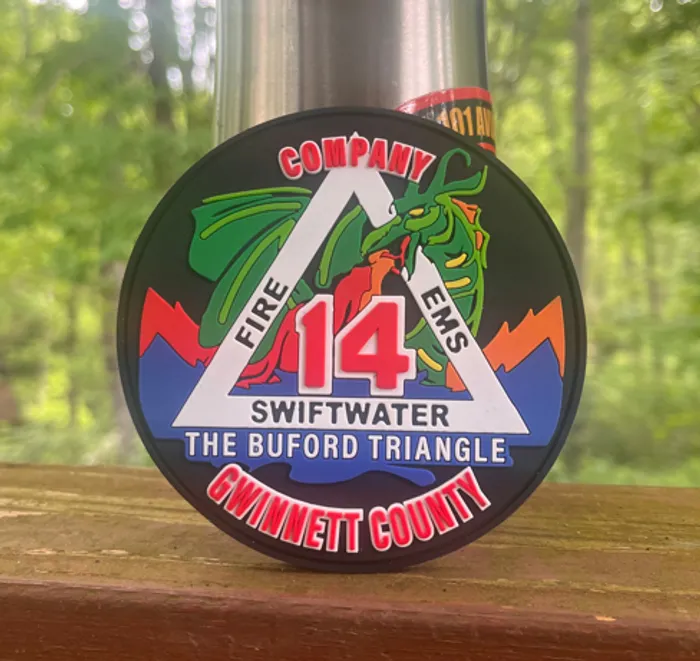 COMPANY
FIRE
EMS
14
SWIFTWATER
THE BUFORD TRIANGLE
GWINNETT COUNTY